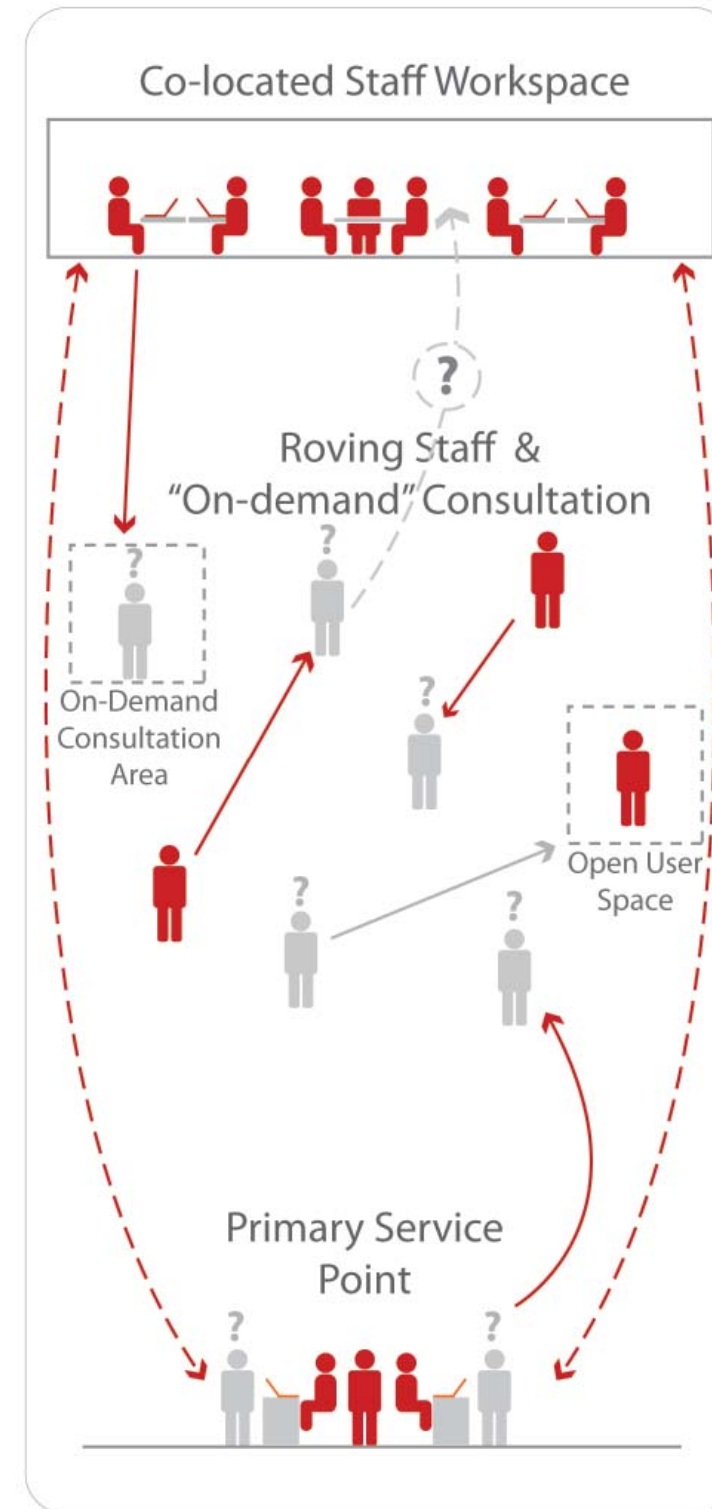 Co-located Staff Workspace
?
Roving Staff &
“On-demand” Consultation
?
?
On-Demand
Consultation
Area
?
Open User
Space
?
?
Primary Service
Point
?
?